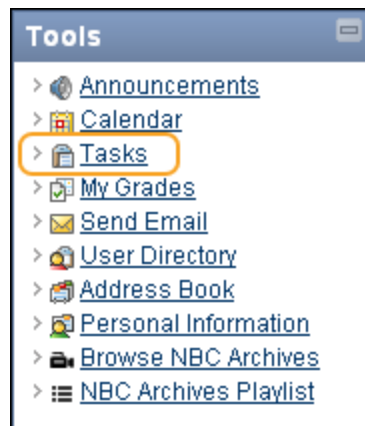 Tools
Announcements
Calendar
Tasks
My Grades
Send Email
User Directory
Address Book
Personal Information
Browse NBC Archives
NBC Archives Playlist